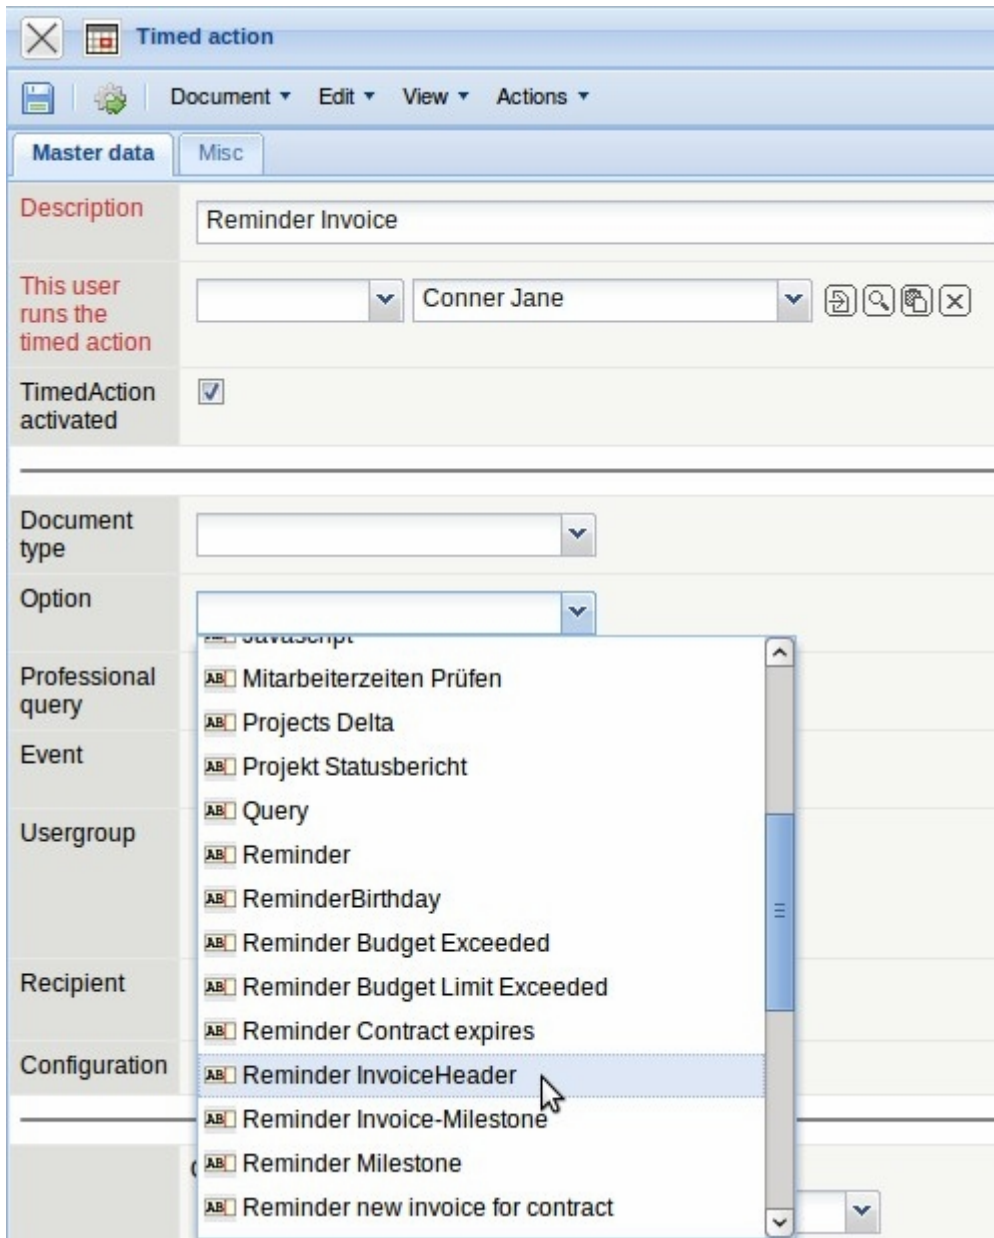 Timed action
Document Edit View Actions
Master data Misc
Description
Reminder Invoice
This user
runs the
timed action
Conner Jane
TimedAction
activated
Document
type
Option
Javascript
Professional
query
Mitarbeiterzeiten Prüfen
Projects Delta
Event
Projekt Statusbericht
Query
Usergroup
Reminder
ReminderBirthday
Reminder Budget Exceeded
Recipient
Reminder Budget Limit Exceeded
Reminder Contract expires
Configuration
Reminder InvoiceHeader
Reminder Invoice-Milestone
Reminder Milestone
Reminder new invoice for contract